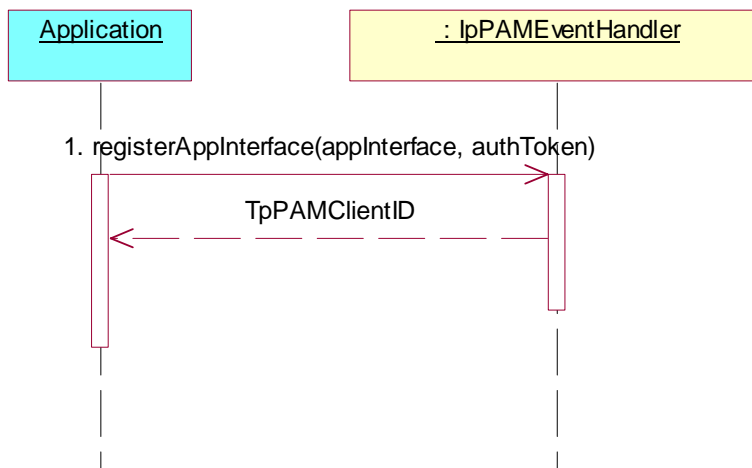 Application
: IpPAMEventHandler
1. registerAppInterface(appInterface, authToken)
TpPAMClientID